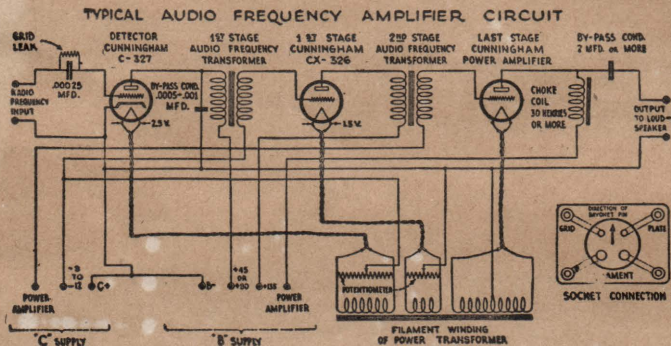 TYPICAL AUDIO FREQUENCY AMPLIFIER CIRCUIT
GRID
LEAK
DETECTOR
CUNNINGHAM
C-327
1ST STAGE
AUDIO FREQUENCY
TRANSFORMER
1ST STAGE
CUNNINGHAM
CX-326
2ND STAGE
AUDIO FREQUENCY
TRANSFORMER
LAST STAGE
CUNNINGHAM
POWER AMPLIFIER
BY-PASS COND.
2 MFD. OR MORE
.00025
MFD.
RADIO
FREQUENCY
INPUT
BY-PASS COND.
.0005-.001
MFD.
2.5 V.
1.5 V.
CHOKE
COIL
30 HENRIES
OR MORE
OUTPUT
TO LOUD-
SPEAKER
DIRECTION OF
BAYONET PIN
GRID
PLATE
AMENT
SOCKET CONNECTION
POWER
AMPLIFIER
-9
TO
-12
C+
B-
+45
OR
+90
+135
POWER
AMPLIFIER
POTENTIOMETER
"C" SUPPLY
"B" SUPPLY
FILAMENT WINDING
OF POWER TRANSFORMER